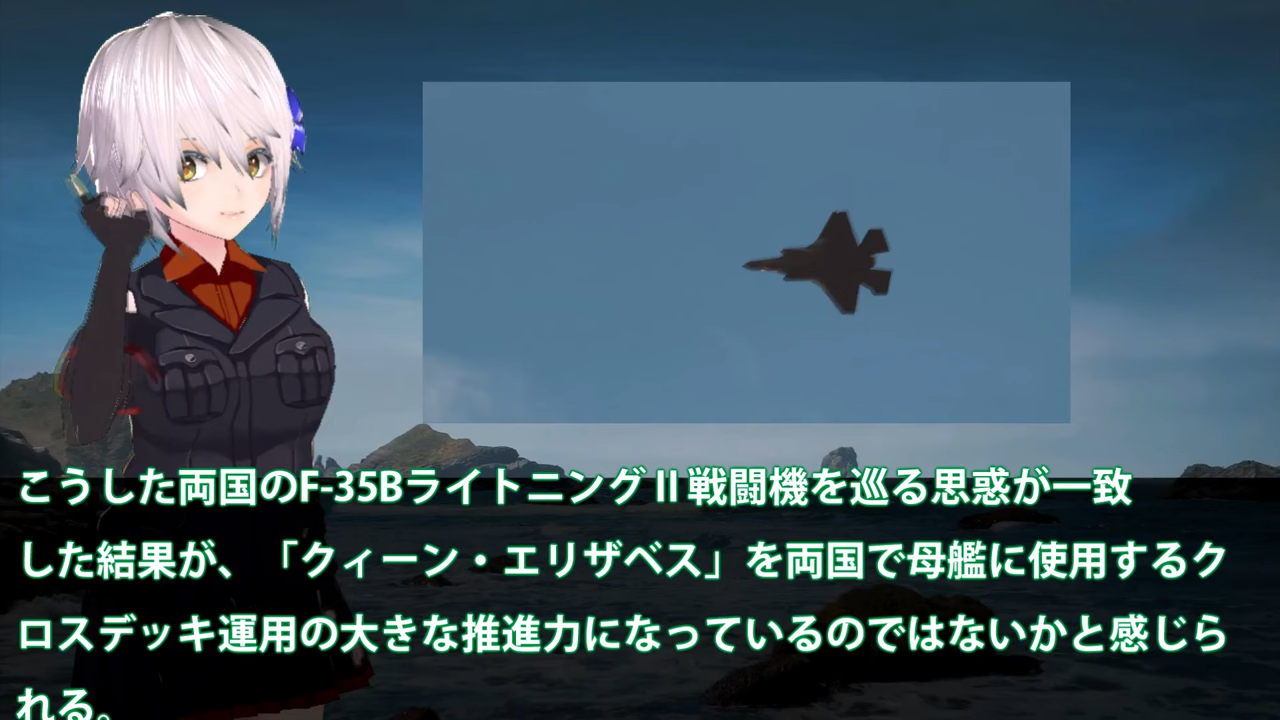 こうした両国のF-35BライトニングⅡ戦闘機を巡る思惑が一致
した結果が、「クィーン・エリザベス」を両国で母艦に使用するク
ロスデッキ運用の大きな推進力になっているのではないかと感じら
れる。